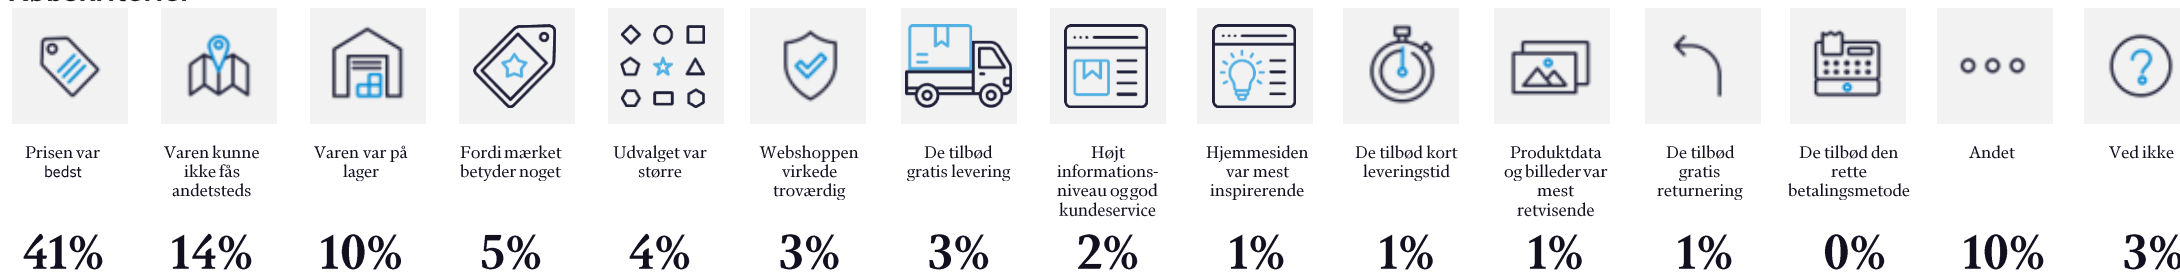 Prisen var
bedst
41%
Varen kunne
ikke fås
andetsteds
14%
Varen var på
lager
10%
Fordi mærket
betyder noget
5%
Udvalget var
større
4%
Webshoppen
virkede
troværdig
3%
De tilbød
gratis levering
3%
Højt
informations-
niveau og god
kundeservice
2%
Hjemmesiden
var mest
inspirerende
1%
De tilbød kort
leveringstid
1%
Produktdata
og billeder var
mest
retvisende
1%
De tilbød
gratis
returnering
1%
De tilbød den
rette
betalingsmetode
0%
Andet
10%
Ved ikke
3%